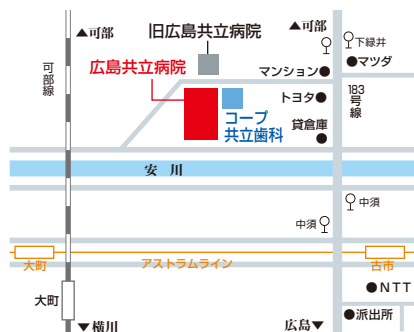 ▲可部
旧広島共立病院
▲可部
下緑井
広島共立病院
マンション
マツダ
可部線
トヨタ
183号線
コープ
共立歯科
貸倉庫
安 川
中須
中須
大町
アストラムライン
古市
大町
NTT
派出所
▼横川
広島▼